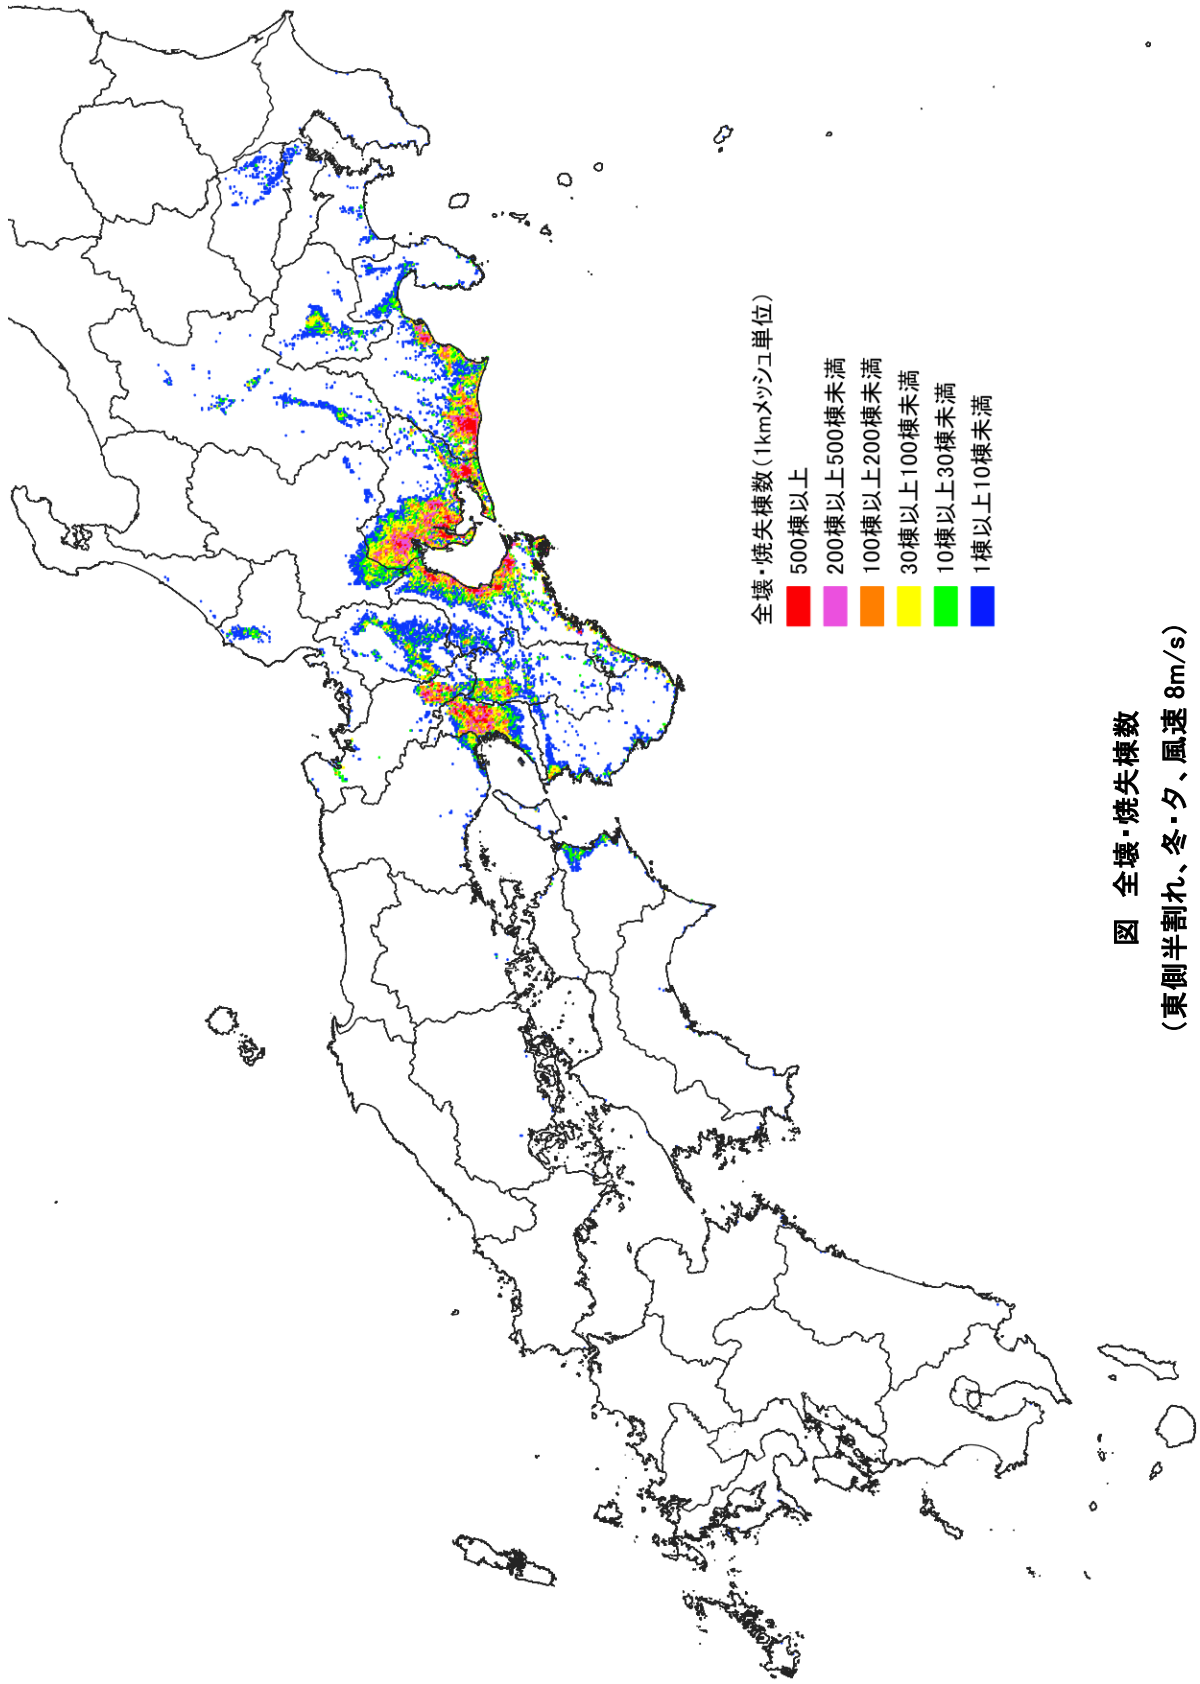 全壊・焼失棟数(1kmメッシュ単位)
500棟以上
200棟以上500棟未満
100棟以上200棟未満
30棟以上100棟未満
10棟以上30棟未満
1棟以上10棟未満
図 全壊・焼失棟数
(東側半割れ、冬・夕、風速 8m/s)